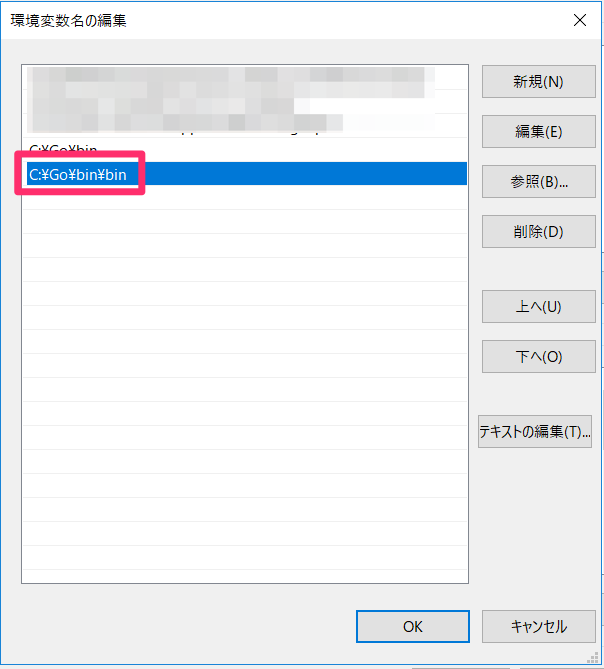 環境変数名の編集
C:¥Go¥bin
C:¥Go¥bin¥bin
新規(N)
編集(E)
参照(B)...
削除(D)
上へ(U)
下へ(O)
テキストの編集(T)...
OK
キャンセル